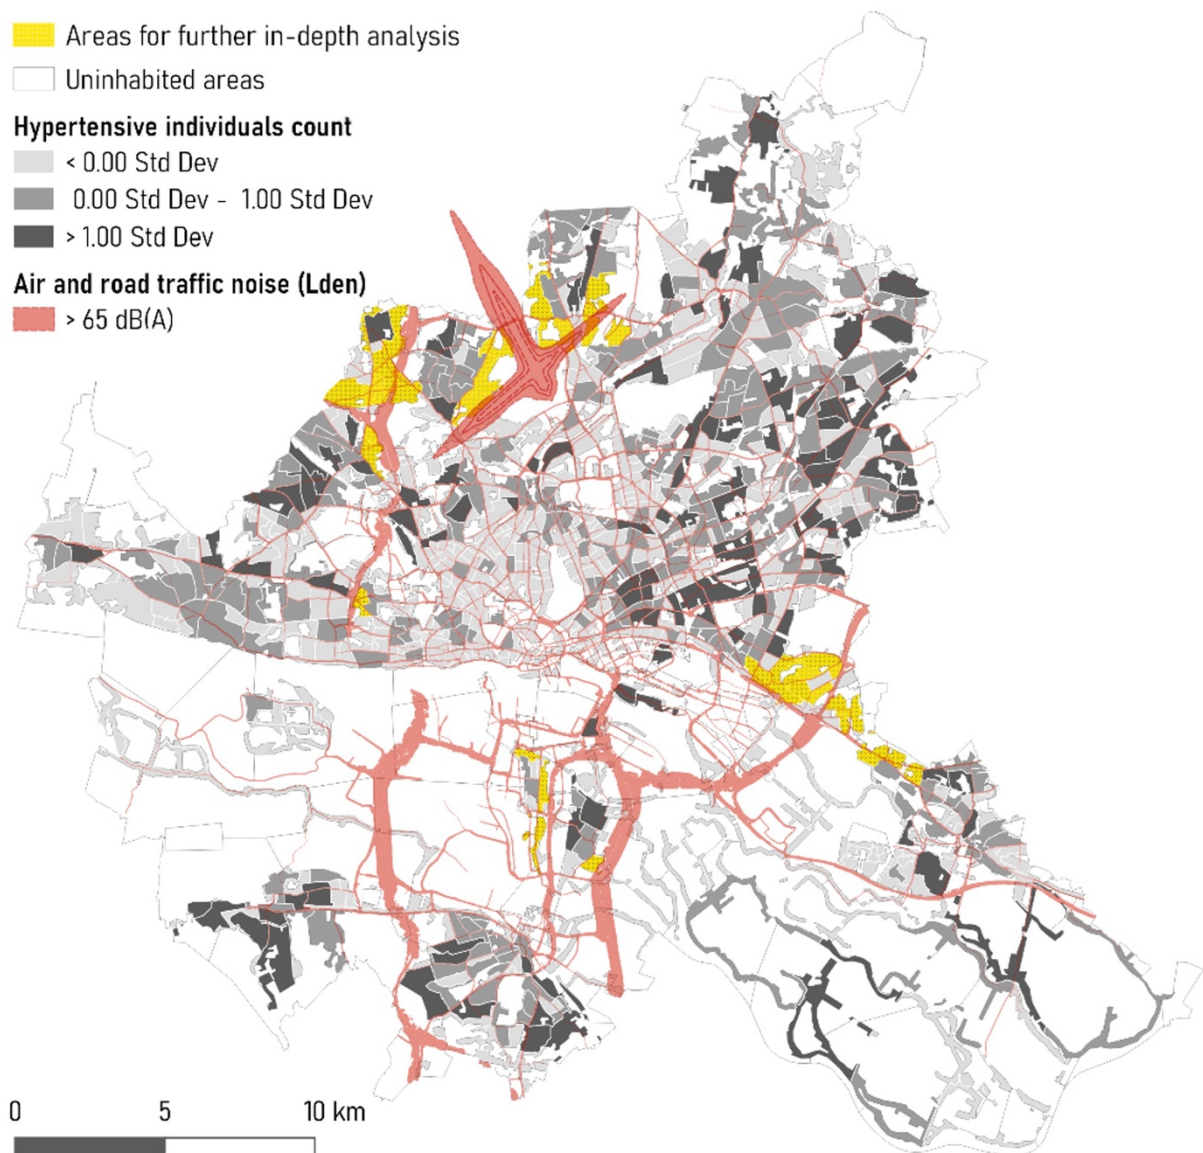 Areas for further in-depth analysis
Uninhabited areas
Hypertensive individuals count
< 0.00 Std Dev
0.00 Std Dev - 1.00 Std Dev
> 1.00 Std Dev
Air and road traffic noise (Lden)
> 65 dB(A)
0 5 10 km